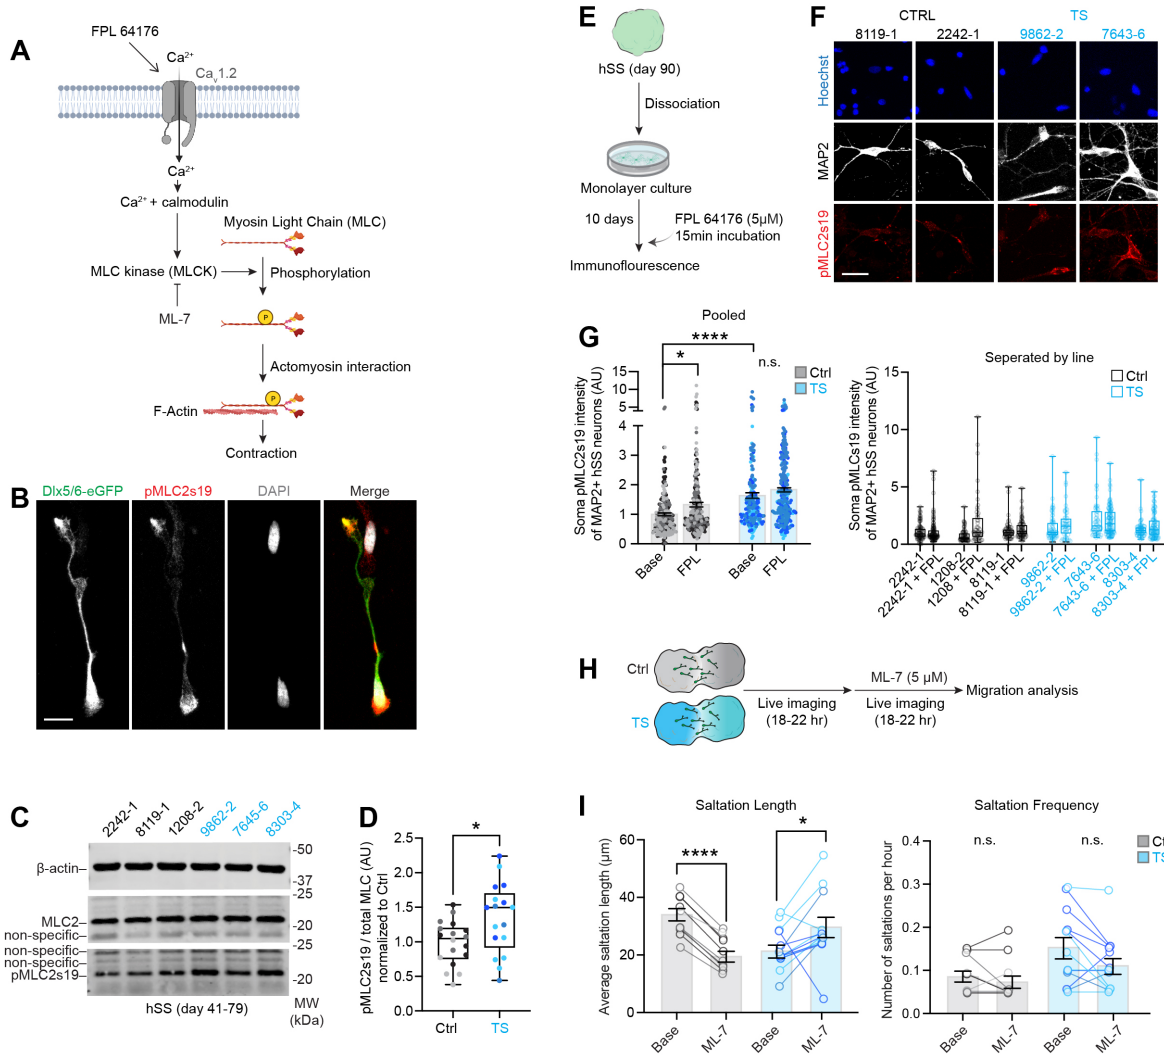 A
FPL 64176
Ca²⁺
Caᵥ1.2
Ca²⁺
Ca²⁺ + calmodulin
Myosin Light Chain (MLC)
MLC kinase (MLCK)
Phosphorylation
ML-7
P
Actomyosin interaction
P
F-Actin
Contraction
B
Dlx5/6-eGFP pMLC2s19 DAPI Merge
C
2242-1 8119-1 1208-2 9862-2 7645-6 8303-4
-50
β-actin
-37
-25
MLC2
-20
non-specific
-25
non-specific
non-specific
pMLC2s19
-20
hSS (day 41-79)
MW
(kDa)
D
pMLC2s19 / total MLC (AU)
normalized to Ctrl
2.5
2.0
1.5
1.0
0.5
0.0
*
Ctrl TS
E
hSS (day 90)
Dissociation
Monolayer culture
10 days
FPL 64176 (5µM)
15min incubation
Immunoflourescence
F
CTRL TS
8119-1 2242-1 9862-2 7643-6
Hoechst
MAP2
pMLC2s19
G
Pooled
****
*
n.s.
Ctrl
TS
Soma pMLC2s19 intensity
of MAP2+ hSS neurons (AU)
15
10
5
4
3
2
1
0
Base FPL Base FPL
Seperated by line
Ctrl
TS
Soma pMLCs19 intensity
of MAP2+ hSS neurons (AU)
15
10
5
0
2242-1
2242-1 + FPL
1208-2
1208 + FPL
8119-1
8119-1 + FPL
9862-2
9862-2 + FPL
7643-6
7643-6 + FPL
8303-4
8303-4 + FPL
H
Ctrl
TS
Live imaging
(18-22 hr)
ML-7 (5 µM)
Live imaging
(18-22 hr)
Migration analysis
I
Saltation Length
****
*
Average saltation length (µm)
60
40
20
0
Base ML-7 Base ML-7
Saltation Frequency
n.s. n.s.
Number of saltations per hour
0.4
0.3
0.2
0.1
0.0
Base ML-7 Base ML-7